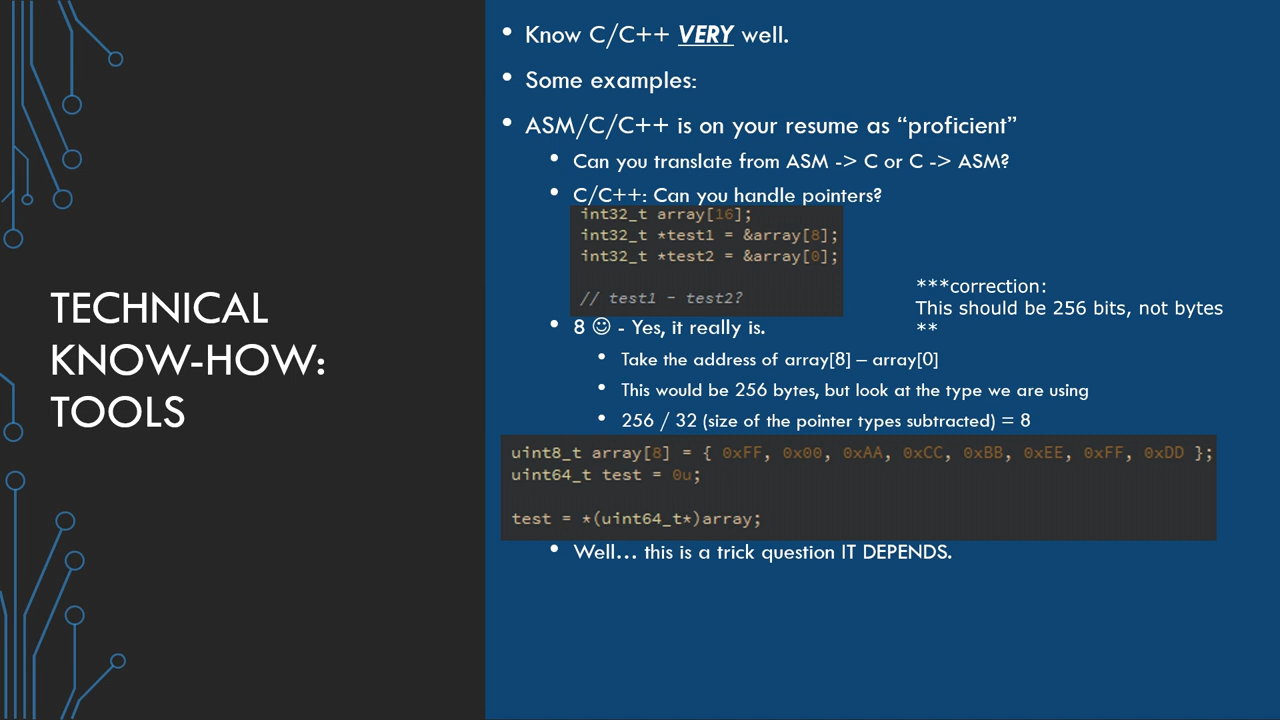 TECHNICAL
KNOW-HOW:
TOOLS
• Know C/C++ VERY well.
• Some examples:
• ASM/C/C++ is on your resume as “proficient”
• Can you translate from ASM -> C or C -> ASM?
• C/C++: Can you handle pointers?
int32_t array[16];
int32_t *test1 = &array[8];
int32_t *test2 = &array[0];
// test1 - test2?
***correction:
This should be 256 bits, not bytes
**
• 8 ☺ - Yes, it really is.
• Take the address of array[8] – array[0]
• This would be 256 bytes, but look at the type we are using
• 256 / 32 (size of the pointer types subtracted) = 8
uint8_t array[8] = { 0xFF, 0x00, 0xAA, 0xCC, 0xBB, 0xEE, 0xFF, 0xDD };
uint64_t test = 0u;
test = *(uint64_t*)array;
• Well… this is a trick question IT DEPENDS.